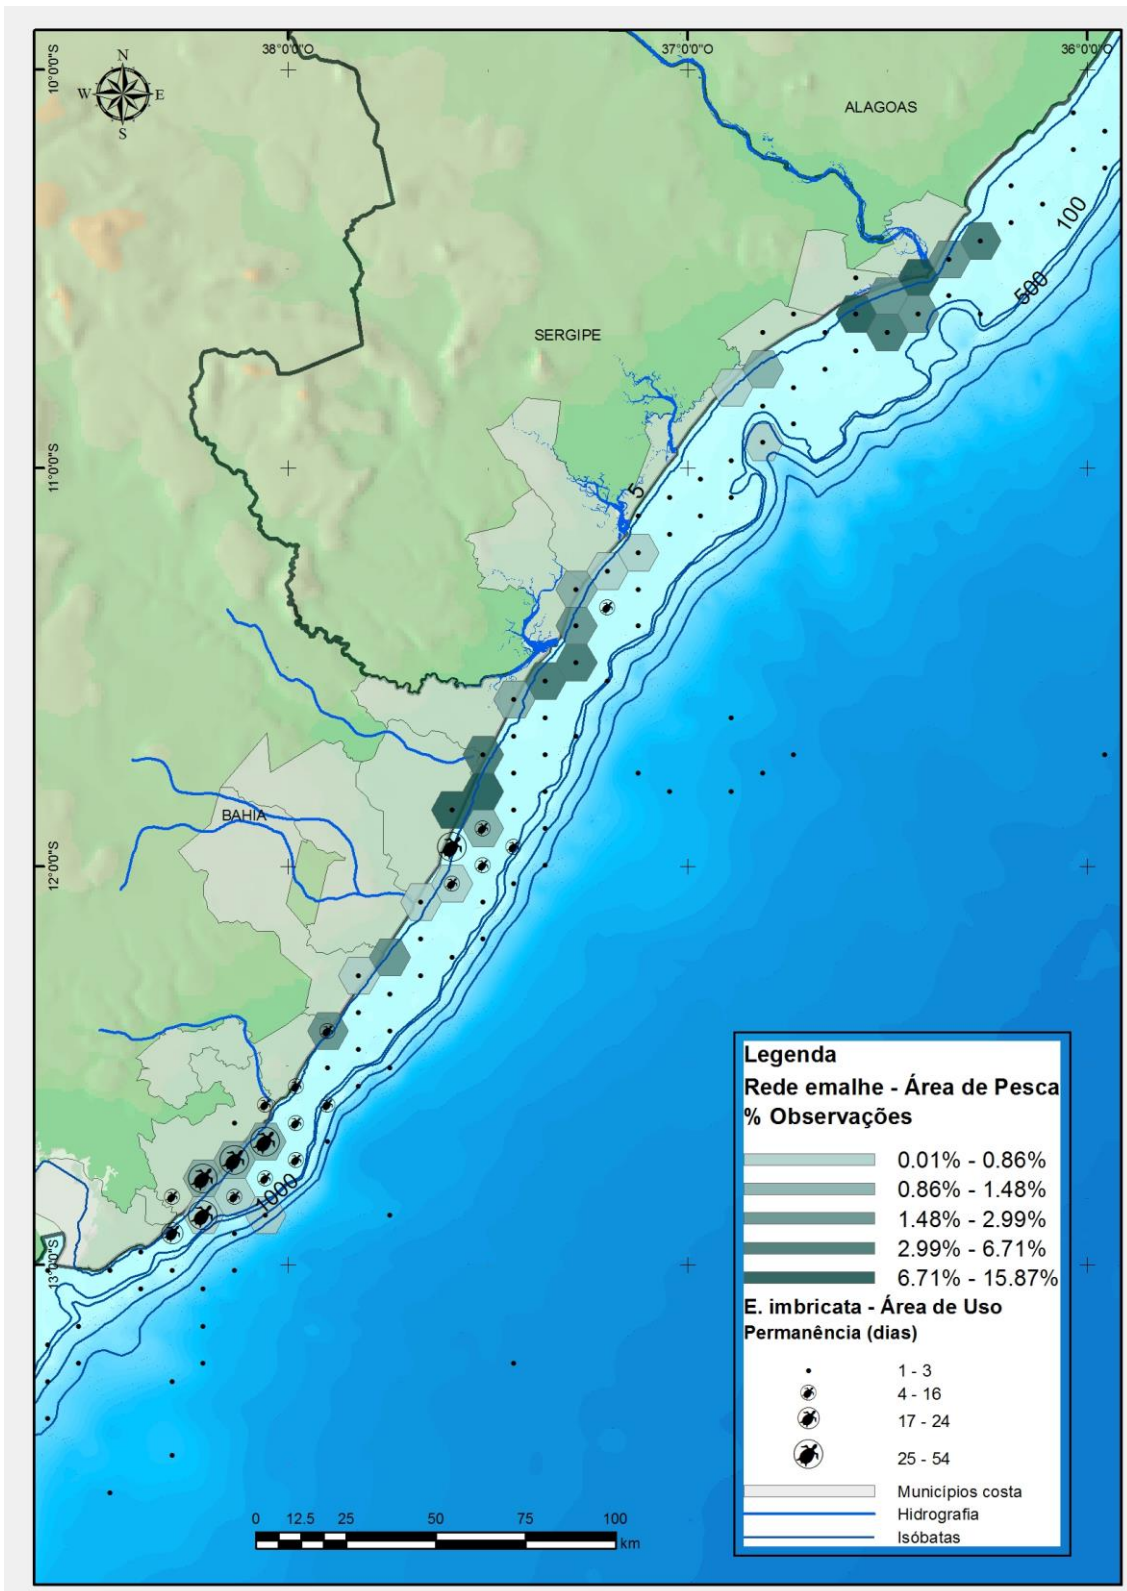 38°0'0"O
37°0'0"O
36°0'0"O
10°0'0"S
N
W
E
S
ALAGOAS
100
500
SERGIPE
11°0'0"S
5
BAHIA
12°0'0"S
1000
13°0'0"S
Legenda
Rede emalhe - Área de Pesca
% Observações
0.01% - 0.86%
0.86% - 1.48%
1.48% - 2.99%
2.99% - 6.71%
6.71% - 15.87%
E. imbricata - Área de Uso
Permanência (dias)
1 - 3
4 - 16
17 - 24
25 - 54
Municípios costa
Hidrografia
Isóbatas
0 12.5 25 50 75 100
km